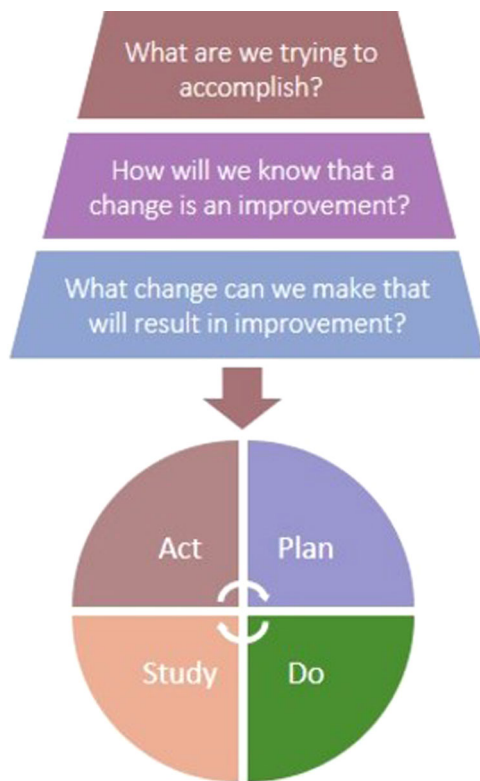 What are we trying to
accomplish?
How will we know that a
change is an improvement?
What change can we make that
will result in improvement?
Act
Plan
Study
Do